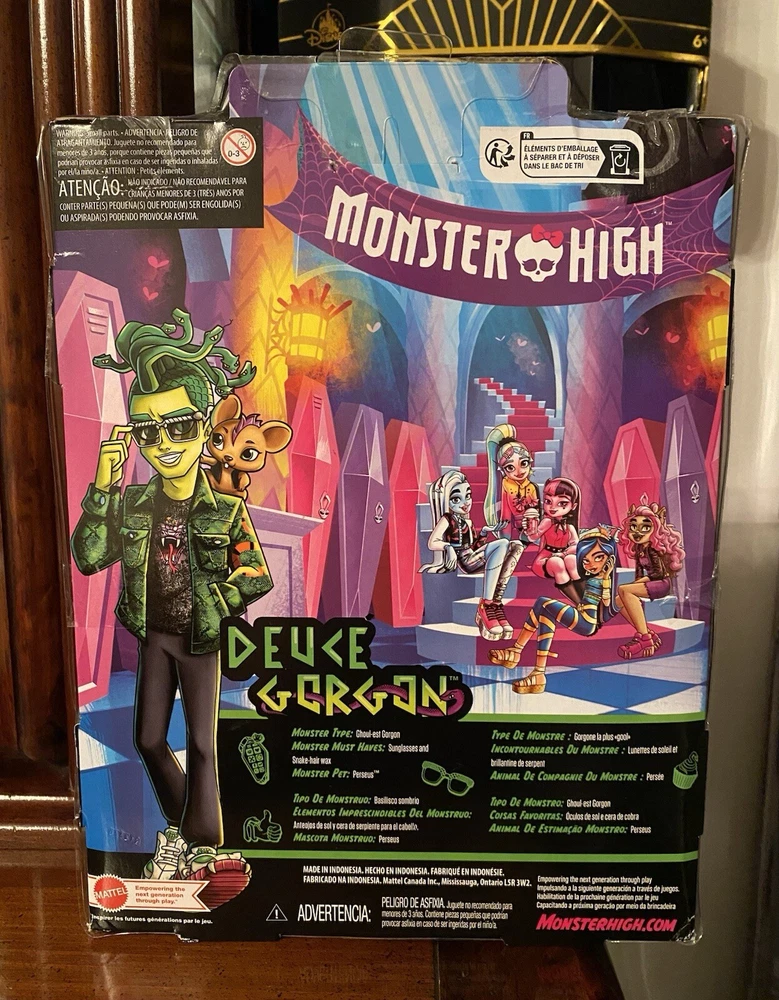 Disney
6+
WARNING: Small parts. • ADVERTENCIA: PELIGRO DE
ATRAGANTAMIENTO. Juguete no recomendado para
menores de 3 años, porque contiene piezas pequeñas que
podrían provocar asfixia en caso de ser ingeridas o inhaladas
por el/la niño/a. • ATTENTION : Petits éléments.
ATENÇÃO: NÃO INDICADO / NÃO RECOMENDÁVEL PARA
CRIANÇAS MENORES DE 3 (TRÊS) ANOS POR
CONTER PARTE(S) PEQUENA(S) QUE PODE(M) SER ENGOLIDA(S)
OU ASPIRADA(S) PODENDO PROVOCAR ASFIXIA.
0-3
FR
ÉLÉMENTS D'EMBALLAGE
À SÉPARER ET À DÉPOSER
DANS LE BAC DE TRI
MONSTER HIGH™
DEUCE
GORGON™
MONSTER TYPE: Ghoul-est Gorgon
MONSTER MUST HAVES: Sunglasses and
Snake-hair wax
MONSTER PET: Perseus™
TYPE DE MONSTRE : Gorgone la plus «gool»
INCONTOURNABLES DU MONSTRE : Lunettes de soleil et
brillantine de serpent
ANIMAL DE COMPAGNIE DU MONSTRE : Persée
TIPO DE MONSTRUO: Basilisco sombrío
ELEMENTOS IMPRESCINDIBLES DEL MONSTRUO:
Anteojos de sol y cera de serpiente para el cabello.
MASCOTA MONSTRUO: Perseus
TIPO DO MONSTRO: Ghoul-est Gorgon
COISAS FAVORITAS: Óculos de sol e cera de cobra
ANIMAL DE ESTIMAÇÃO MONSTRO: Perseus
MATTEL
Empowering the
next generation
through play.™
Inspirer les futures générations par le jeu.
MADE IN INDONESIA. HECHO EN INDONESIA. FABRIQUÉ EN INDONÉSIE.
FABRICADO NA INDONESIA. Mattel Canada Inc., Mississauga, Ontario L5R 3W2.
ADVERTENCIA:
PELIGRO DE ASFIXIA. Juguete no recomendado para
menores de 3 años. Contiene piezas pequeñas que podrían
provocar asfixia en caso de ser ingeridas por el niño/a.
Empowering the next generation through play
Impulsando a la siguiente generación a través de juegos.
Habilitation de la prochaine génération par le jeu
Capacitando a próxima geração por meio da brincadeira
MONSTERHIGH.COM